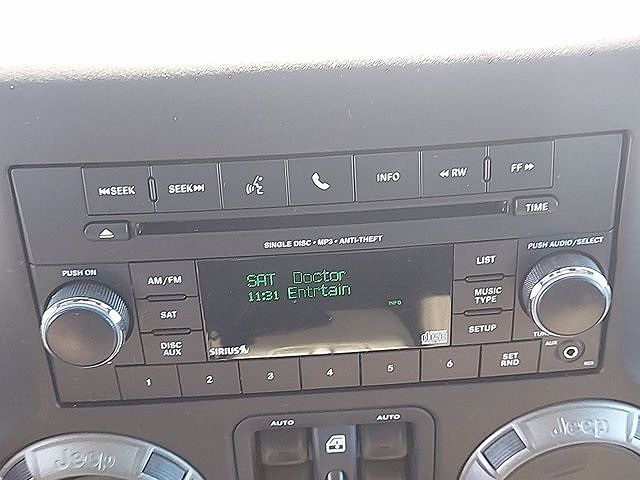 SEEK
SEEK
INFO
RW
FF
TIME
SINGLE DISC • MP3 • ANTI-THEFT
PUSH ON
PUSH AUDIO/SELECT
AM/FM
SAT
DISC
AUX
SAT Doctor
11:31 Entrtain
INFO
SIRIUS
LIST
MUSIC
TYPE
SETUP
TUN
AUX
1
2
3
4
5
6
SET
RND
AUTO
AUTO
Jeep
Jeep